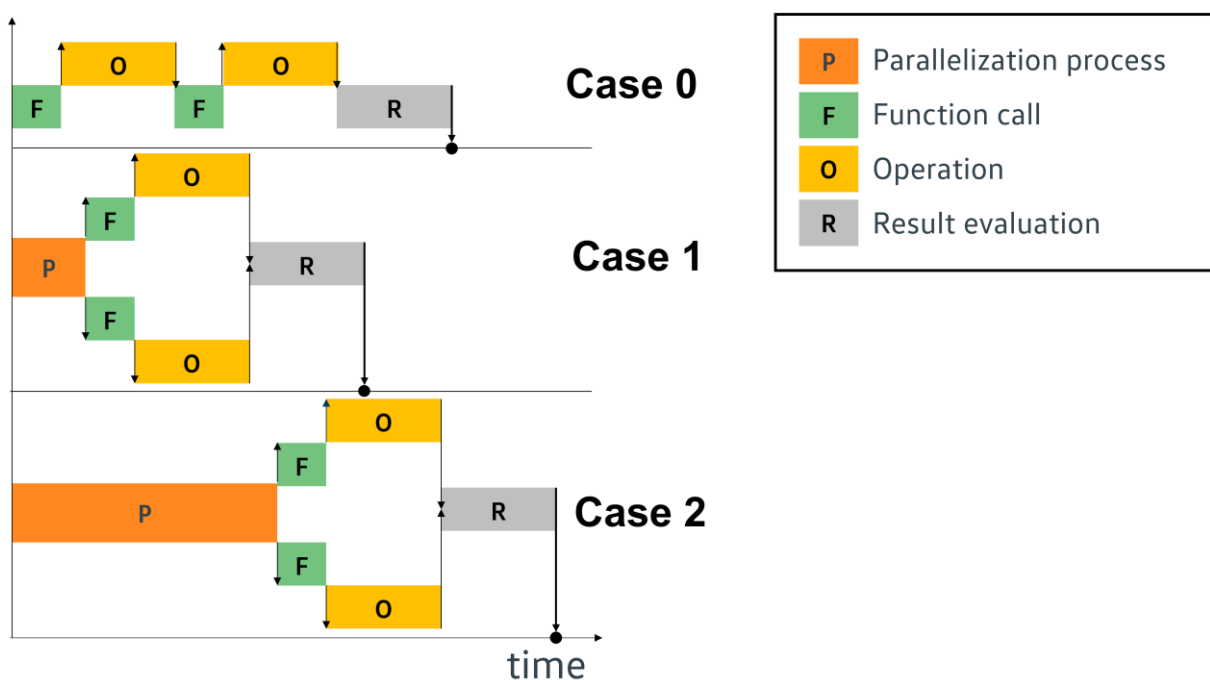 O O
F F R
Case 0
P Parallelization process
F Function call
O Operation
R Result evaluation
O
F
P R
Case 1
F
O
O
F
P R
Case 2
F
O
time